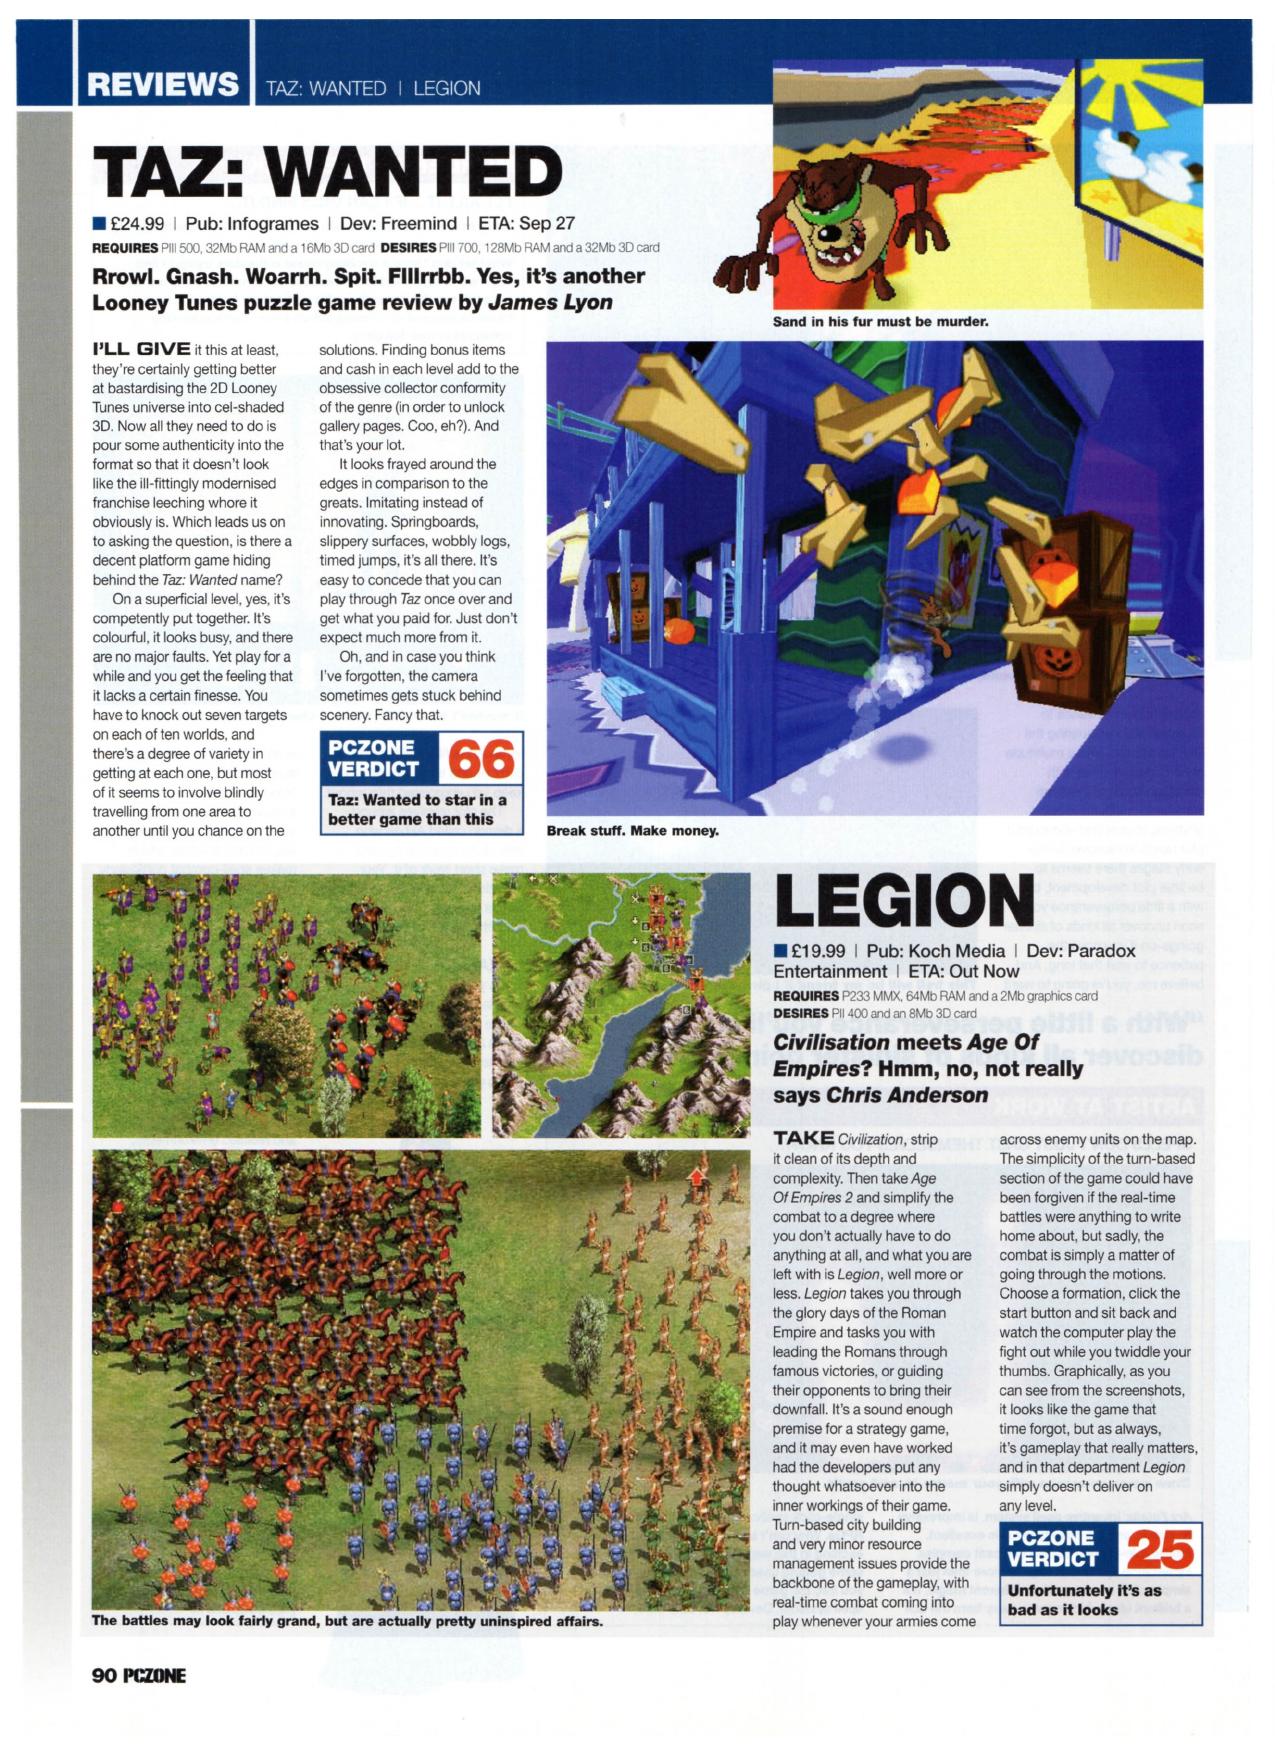 REVIEWS
TAZ: WANTED | LEGION
TAZ: WANTED
£24.99 | Pub: Infogrames | Dev: Freemind | ETA: Sep 27
REQUIRES PIII 500, 32Mb RAM and a 16Mb 3D card DESIRES PIII 700, 128Mb RAM and a 32Mb 3D card
Rrowl. Gnash. Woarrh. Spit. Flllrrbb. Yes, it's another
Looney Tunes puzzle game review by James Lyon
Sand in his fur must be murder.
I'LL GIVE it this at least,
they're certainly getting better
at bastardising the 2D Looney
Tunes universe into cel-shaded
3D. Now all they need to do is
pour some authenticity into the
format so that it doesn't look
like the ill-fittingly modernised
franchise leeching whore it
obviously is. Which leads us on
to asking the question, is there a
decent platform game hiding
behind the Taz: Wanted name?
On a superficial level, yes, it's
competently put together. It's
colourful, it looks busy, and there
are no major faults. Yet play for a
while and you get the feeling that
it lacks a certain finesse. You
have to knock out seven targets
on each of ten worlds, and
there's a degree of variety in
getting at each one, but most
of it seems to involve blindly
travelling from one area to
another until you chance on the
solutions. Finding bonus items
and cash in each level add to the
obsessive collector conformity
of the genre (in order to unlock
gallery pages. Coo, eh?). And
that's your lot.
It looks frayed around the
edges in comparison to the
greats. Imitating instead of
innovating. Springboards,
slippery surfaces, wobbly logs,
timed jumps, it's all there. It's
easy to concede that you can
play through Taz once over and
get what you paid for. Just don't
expect much more from it.
Oh, and in case you think
I've forgotten, the camera
sometimes gets stuck behind
scenery. Fancy that.
PCZONE
VERDICT 66
Taz: Wanted to star in a
better game than this
Break stuff. Make money.
LEGION
£19.99 | Pub: Koch Media | Dev: Paradox
Entertainment | ETA: Out Now
REQUIRES P233 MMX, 64Mb RAM and a 2Mb graphics card
DESIRES PII 400 and an 8Mb 3D card
Civilisation meets Age Of
Empires? Hmm, no, not really
says Chris Anderson
TAKE Civilization, strip
it clean of its depth and
complexity. Then take Age
Of Empires 2 and simplify the
combat to a degree where
you don't actually have to do
anything at all, and what you are
left with is Legion, well more or
less. Legion takes you through
the glory days of the Roman
Empire and tasks you with
leading the Romans through
famous victories, or guiding
their opponents to bring their
downfall. It's a sound enough
premise for a strategy game,
and it may even have worked
had the developers put any
thought whatsoever into the
inner workings of their game.
Turn-based city building
and very minor resource
management issues provide the
backbone of the gameplay, with
real-time combat coming into
play whenever your armies come
across enemy units on the map.
The simplicity of the turn-based
section of the game could have
been forgiven if the real-time
battles were anything to write
home about, but sadly, the
combat is simply a matter of
going through the motions.
Choose a formation, click the
start button and sit back and
watch the computer play the
fight out while you twiddle your
thumbs. Graphically, as you
can see from the screenshots,
it looks like the game that
time forgot, but as always,
it's gameplay that really matters,
and in that department Legion
simply doesn't deliver on
any level.
PCZONE
VERDICT 25
Unfortunately it's as
bad as it looks
The battles may look fairly grand, but are actually pretty uninspired affairs.
90 PCZONE